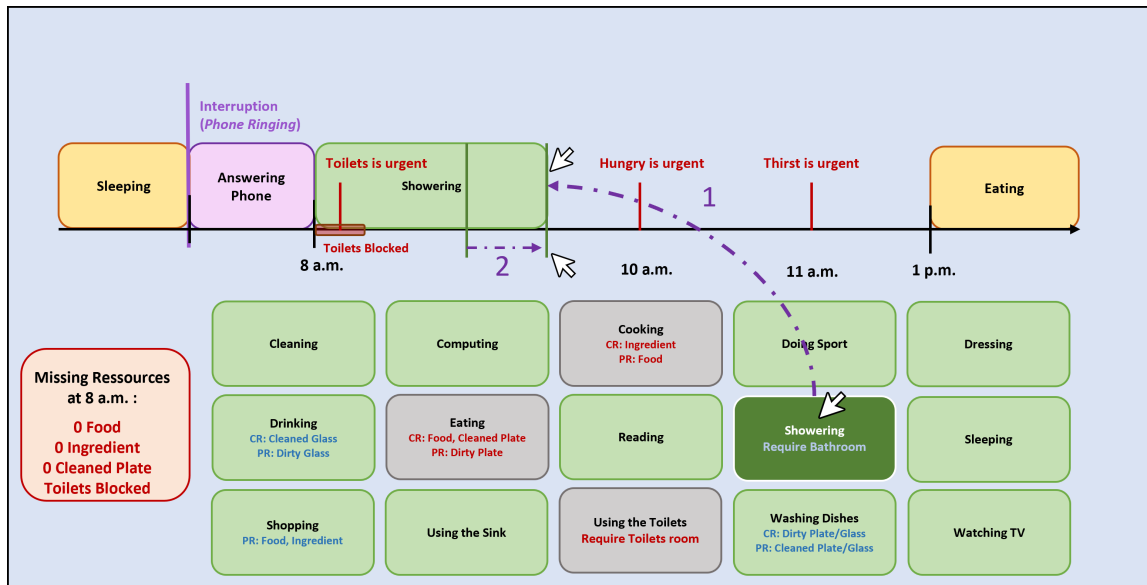 Interruption
(Phone Ringing)
Sleeping
Answering
Phone
Toilets is urgent
Showering
Hungry is urgent
Thirst is urgent
1
Eating
Toilets Blocked
2
8 a.m.
10 a.m.
11 a.m.
1 p.m.
Missing Ressources
at 8 a.m. :
0 Food
0 Ingredient
0 Cleaned Plate
Toilets Blocked
Cleaning
Computing
Cooking
CR: Ingredient
PR: Food
Doing Sport
Dressing
Drinking
CR: Cleaned Glass
PR: Dirty Glass
Eating
CR: Food, Cleaned Plate
PR: Dirty Plate
Reading
Showering
Require Bathroom
Sleeping
Shopping
PR: Food, Ingredient
Using the Sink
Using the Toilets
Require Toilets room
Washing Dishes
CR: Dirty Plate/Glass
PR: Cleaned Plate/Glass
Watching TV